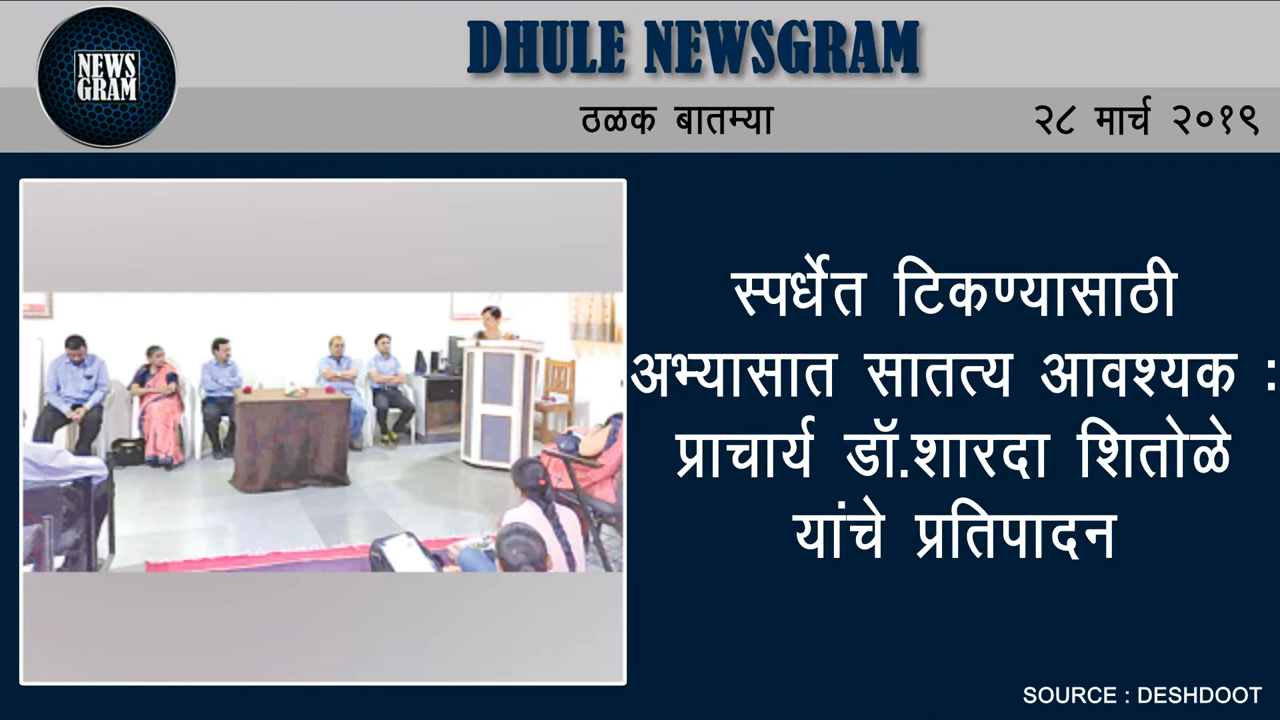 NEWS
GRAM
DHULE NEWSGRAM
ठळक बातम्या
२८ मार्च २०१९
स्पर्धेत टिकण्यासाठी
अभ्यासात सातत्य आवश्यक :
प्राचार्य डॉ.शारदा शितोळे
यांचे प्रतिपादन
SOURCE : DESHDOOT